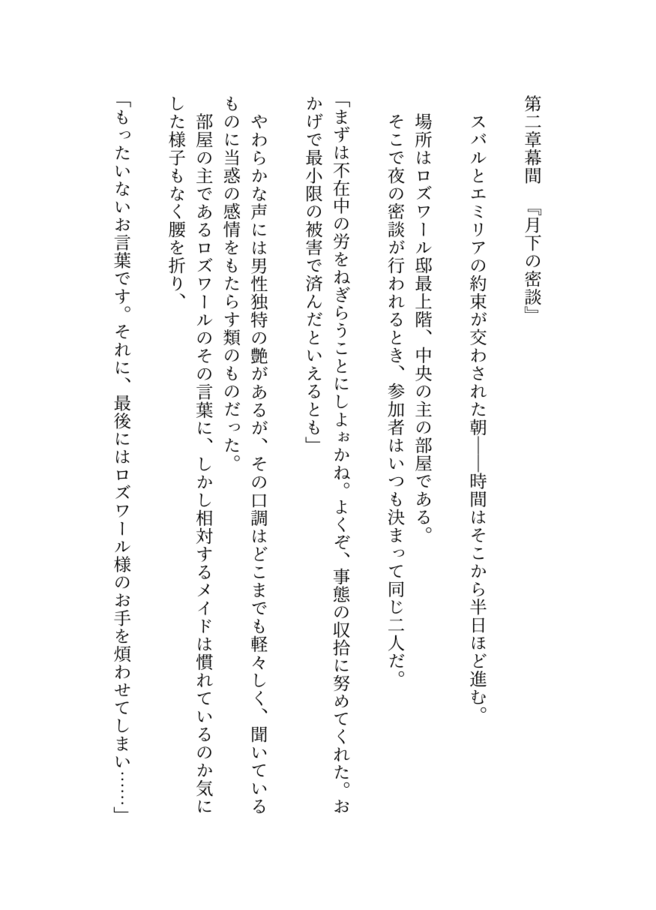 第二章幕間　『月下の密談』
スバルとエミリアの約束が交わされた朝――時間はそこから半日ほど進む。
場所はロズワール邸最上階、中央の主の部屋である。
そこで夜の密談が行われるとき、参加者はいつも決まって同じ二人だ。
「まずは不在中の労をねぎらうことにしよぉかね。よくぞ、事態の収拾に努めてくれた。お
かげで最小限の被害で済んだといえるとも」
やわらかな声には男性独特の艶があるが、その口調はどこまでも軽々しく、聞いている
ものに当惑の感情をもたらす類のものだった。
部屋の主であるロズワールのその言葉に、しかし相対するメイドは慣れているのか気に
した様子もなく腰を折り、
「もったいないお言葉です。それに、最後にはロズワール様のお手を煩わせてしまい……」